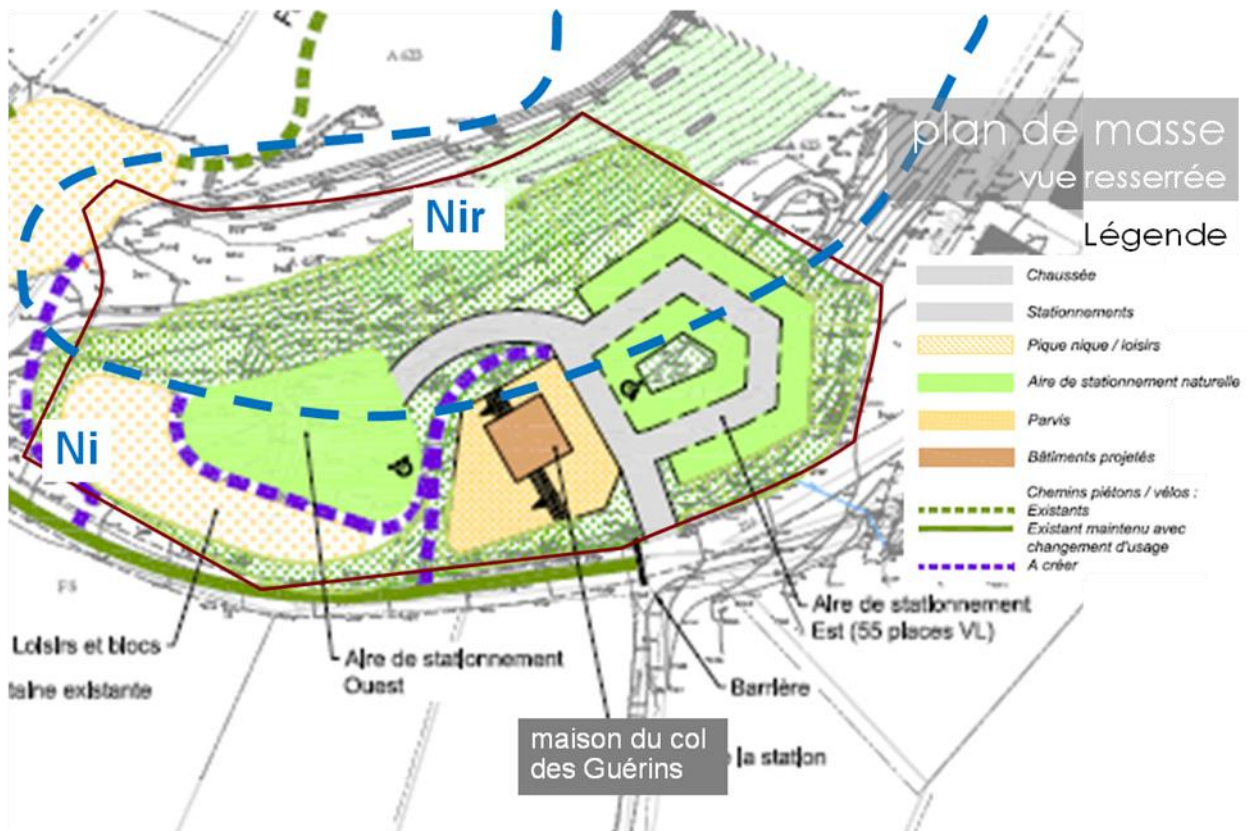 A 633
plan de masse
vue resserrée
Nir
Légende
Chaussée
Stationnements
Pique nique / loisirs
Aire de stationnement naturelle
Parvis
Bâtiments projetés
Chemins piétons / vélos :
Existants
Existant maintenu avec
changement d'usage
A créer
Ni
Loisirs et blocs
taine existante
Aire de stationnement
Ouest
Aire de stationnement
Est (55 places VL)
Barrière
maison du col
des Guérins
la station